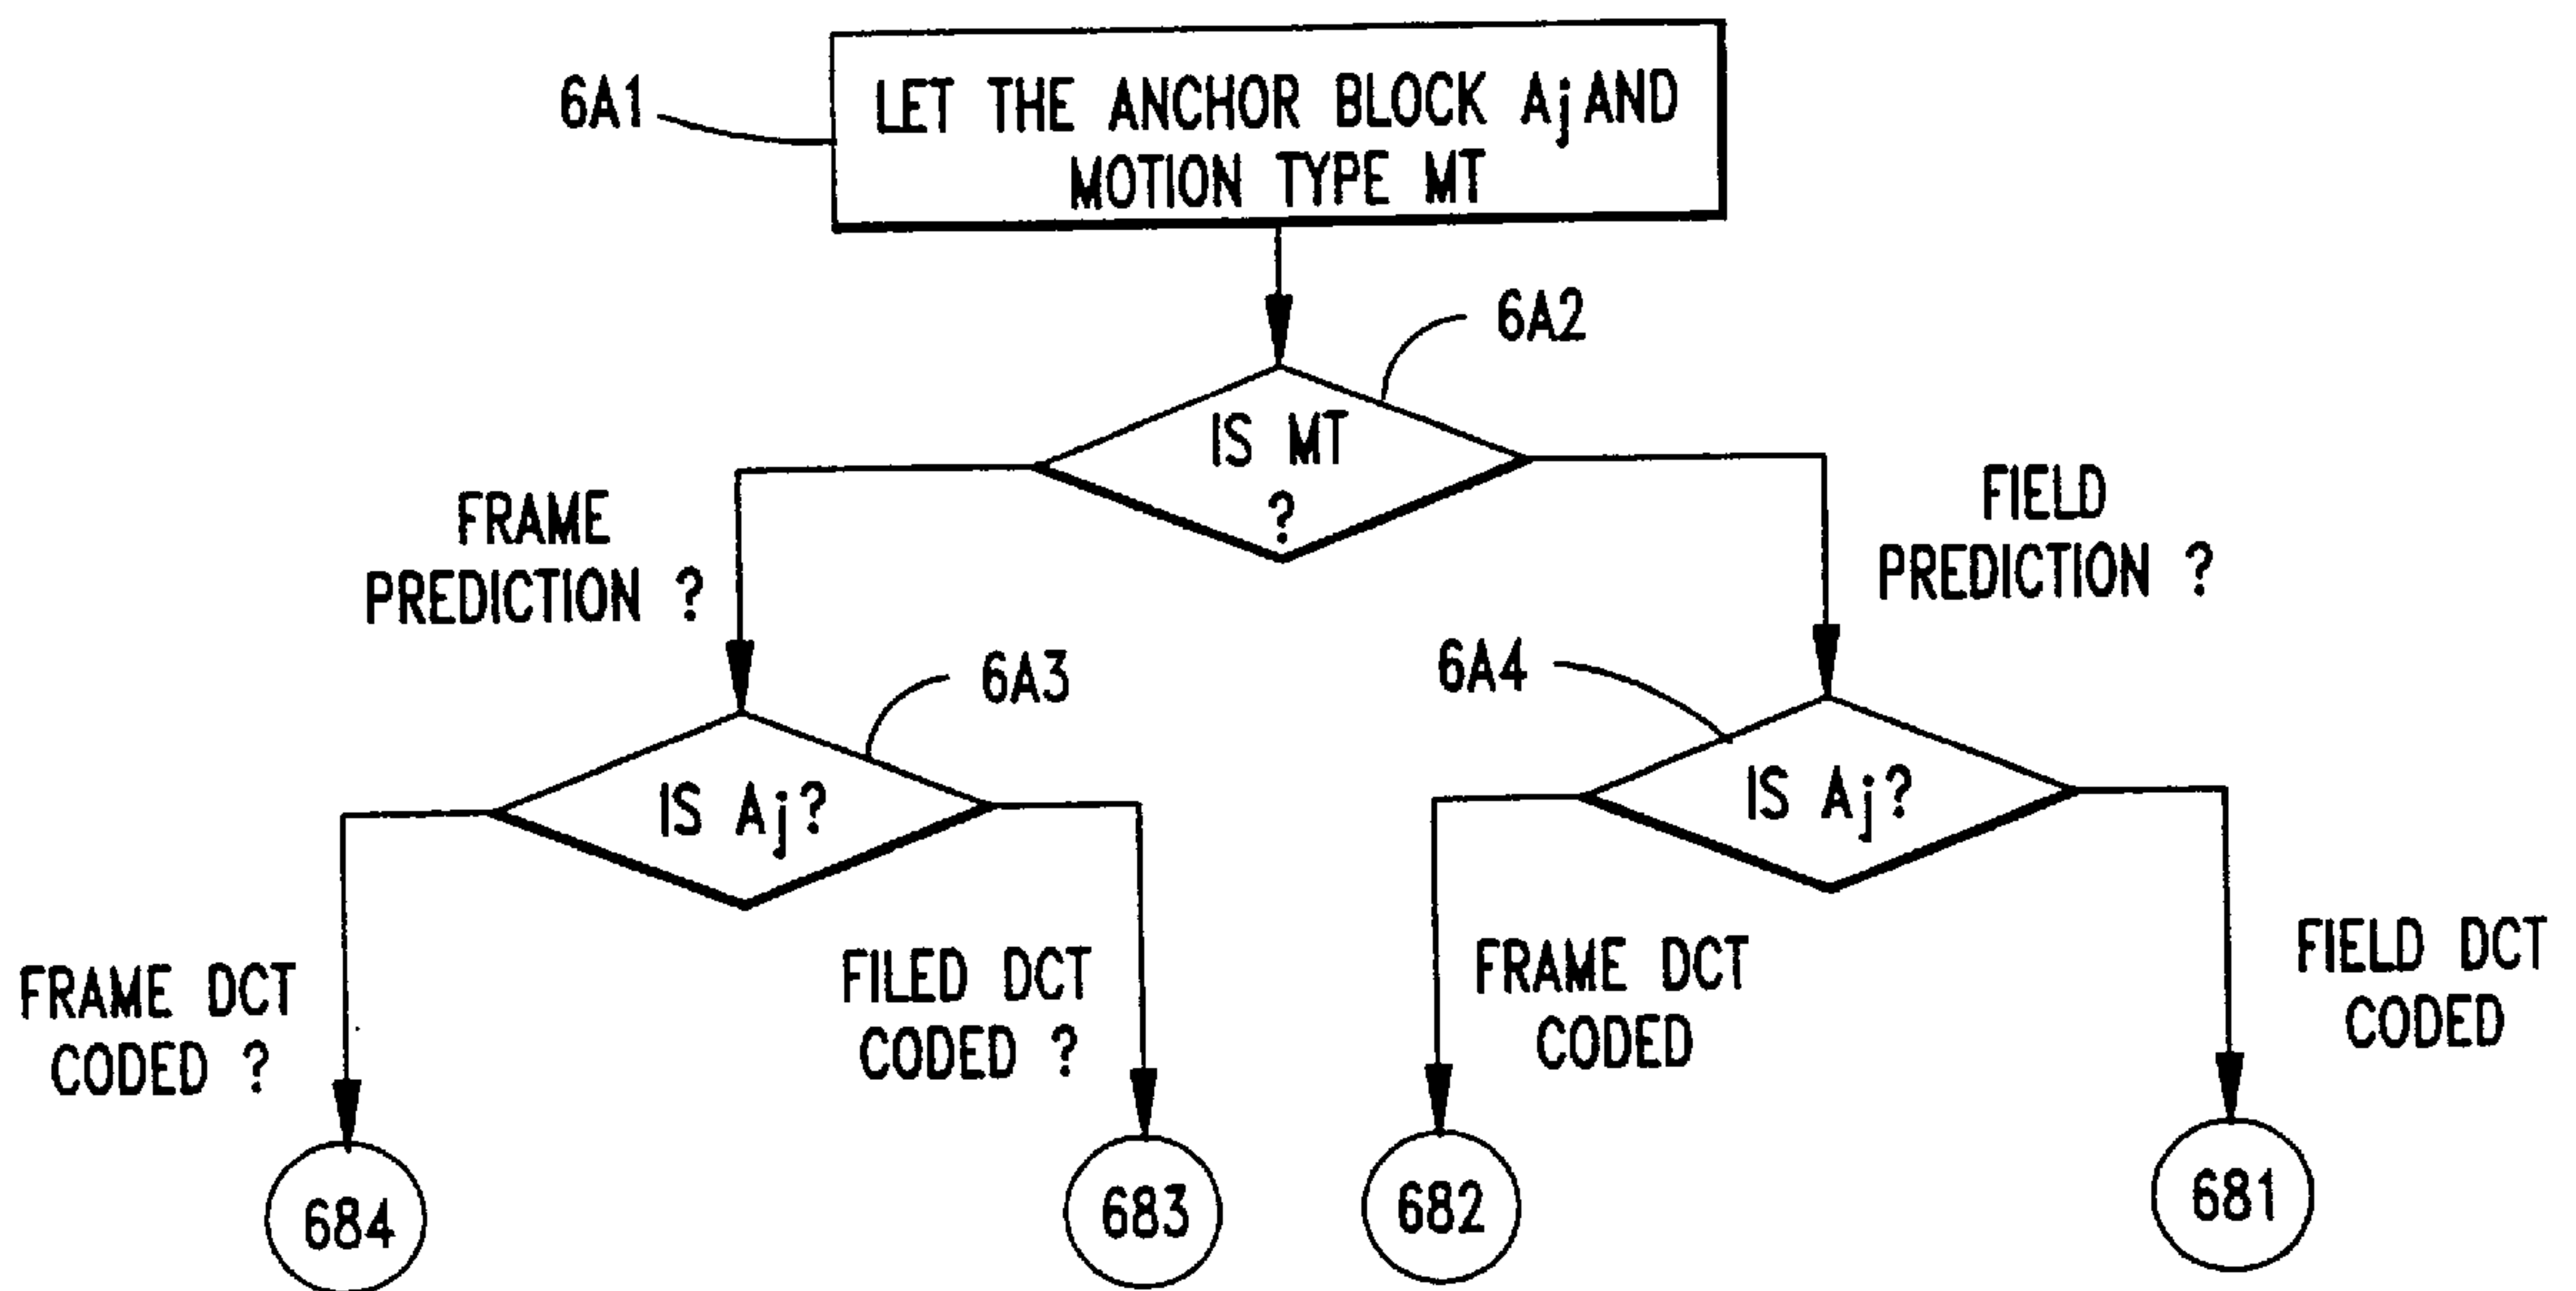 6A1
LET THE ANCHOR BLOCK Aj AND
MOTION TYPE MT
6A2
IS MT
?
FRAME
PREDICTION ?
FIELD
PREDICTION ?
6A3
IS Aj?
6A4
IS Aj?
FRAME DCT
CODED ?
FILED DCT
CODED ?
FRAME DCT
CODED
FIELD DCT
CODED
684
683
682
681